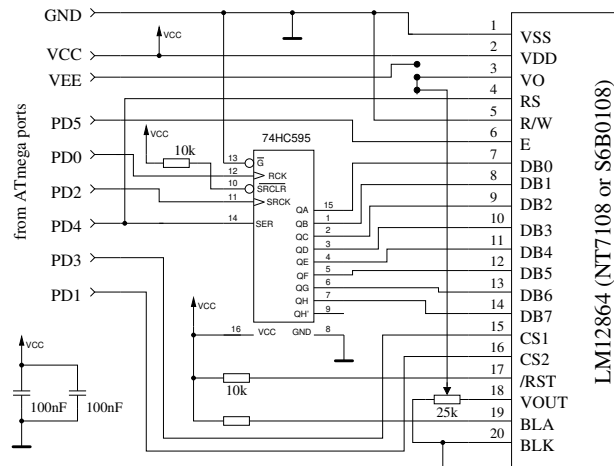 GND
VCC
VEE
PD5
PD0
PD2
PD4
PD3
PD1
from ATmega ports
VCC
VCC
10k
74HC595
13 G
12 RCK
10 SRCLR
11 SRCK
14 SER
QA 15
QB 1
QC 2
QD 3
QE 4
QF 5
QG 6
QH 7
QH' 9
16 VCC GND 8
VCC
10k
VCC
100nF 100nF
25k
1 VSS
2 VDD
3 VO
4 RS
5 R/W
6 E
7 DB0
8 DB1
9 DB2
10 DB3
11 DB4
12 DB5
13 DB6
14 DB7
15 CS1
16 CS2
17 /RST
18 VOUT
19 BLA
20 BLK
LM12864 (NT7108 or S6B0108)